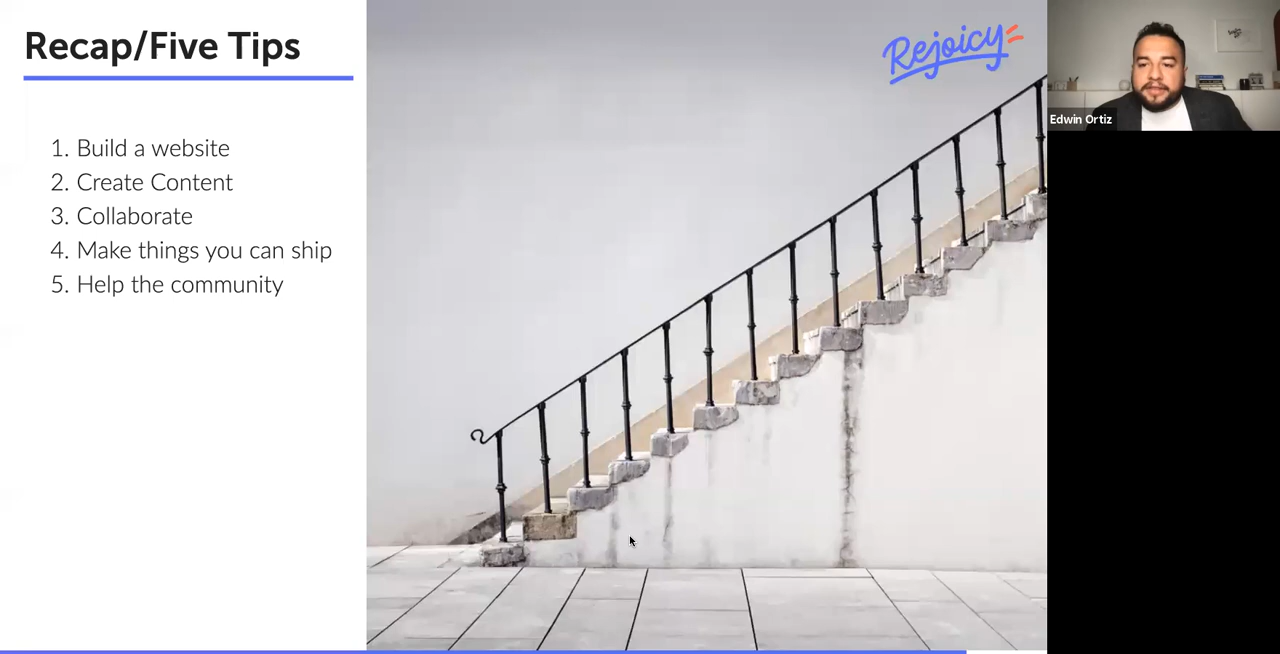 Recap/Five Tips
1. Build a website
2. Create Content
3. Collaborate
4. Make things you can ship
5. Help the community
Rejoicy
Edwin Ortiz